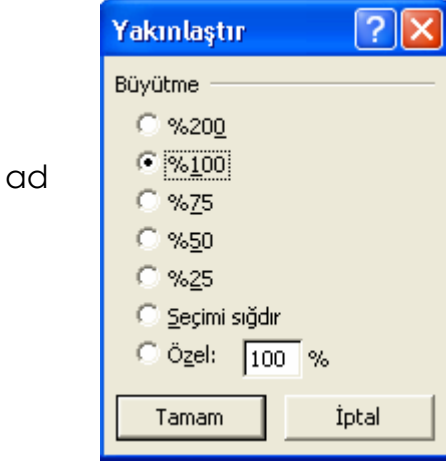 Yakınlaştır
Büyütme
%200
%100
ad
%75
%50
%25
Seçimi sığdır
Özel: 100 %
Tamam İptal